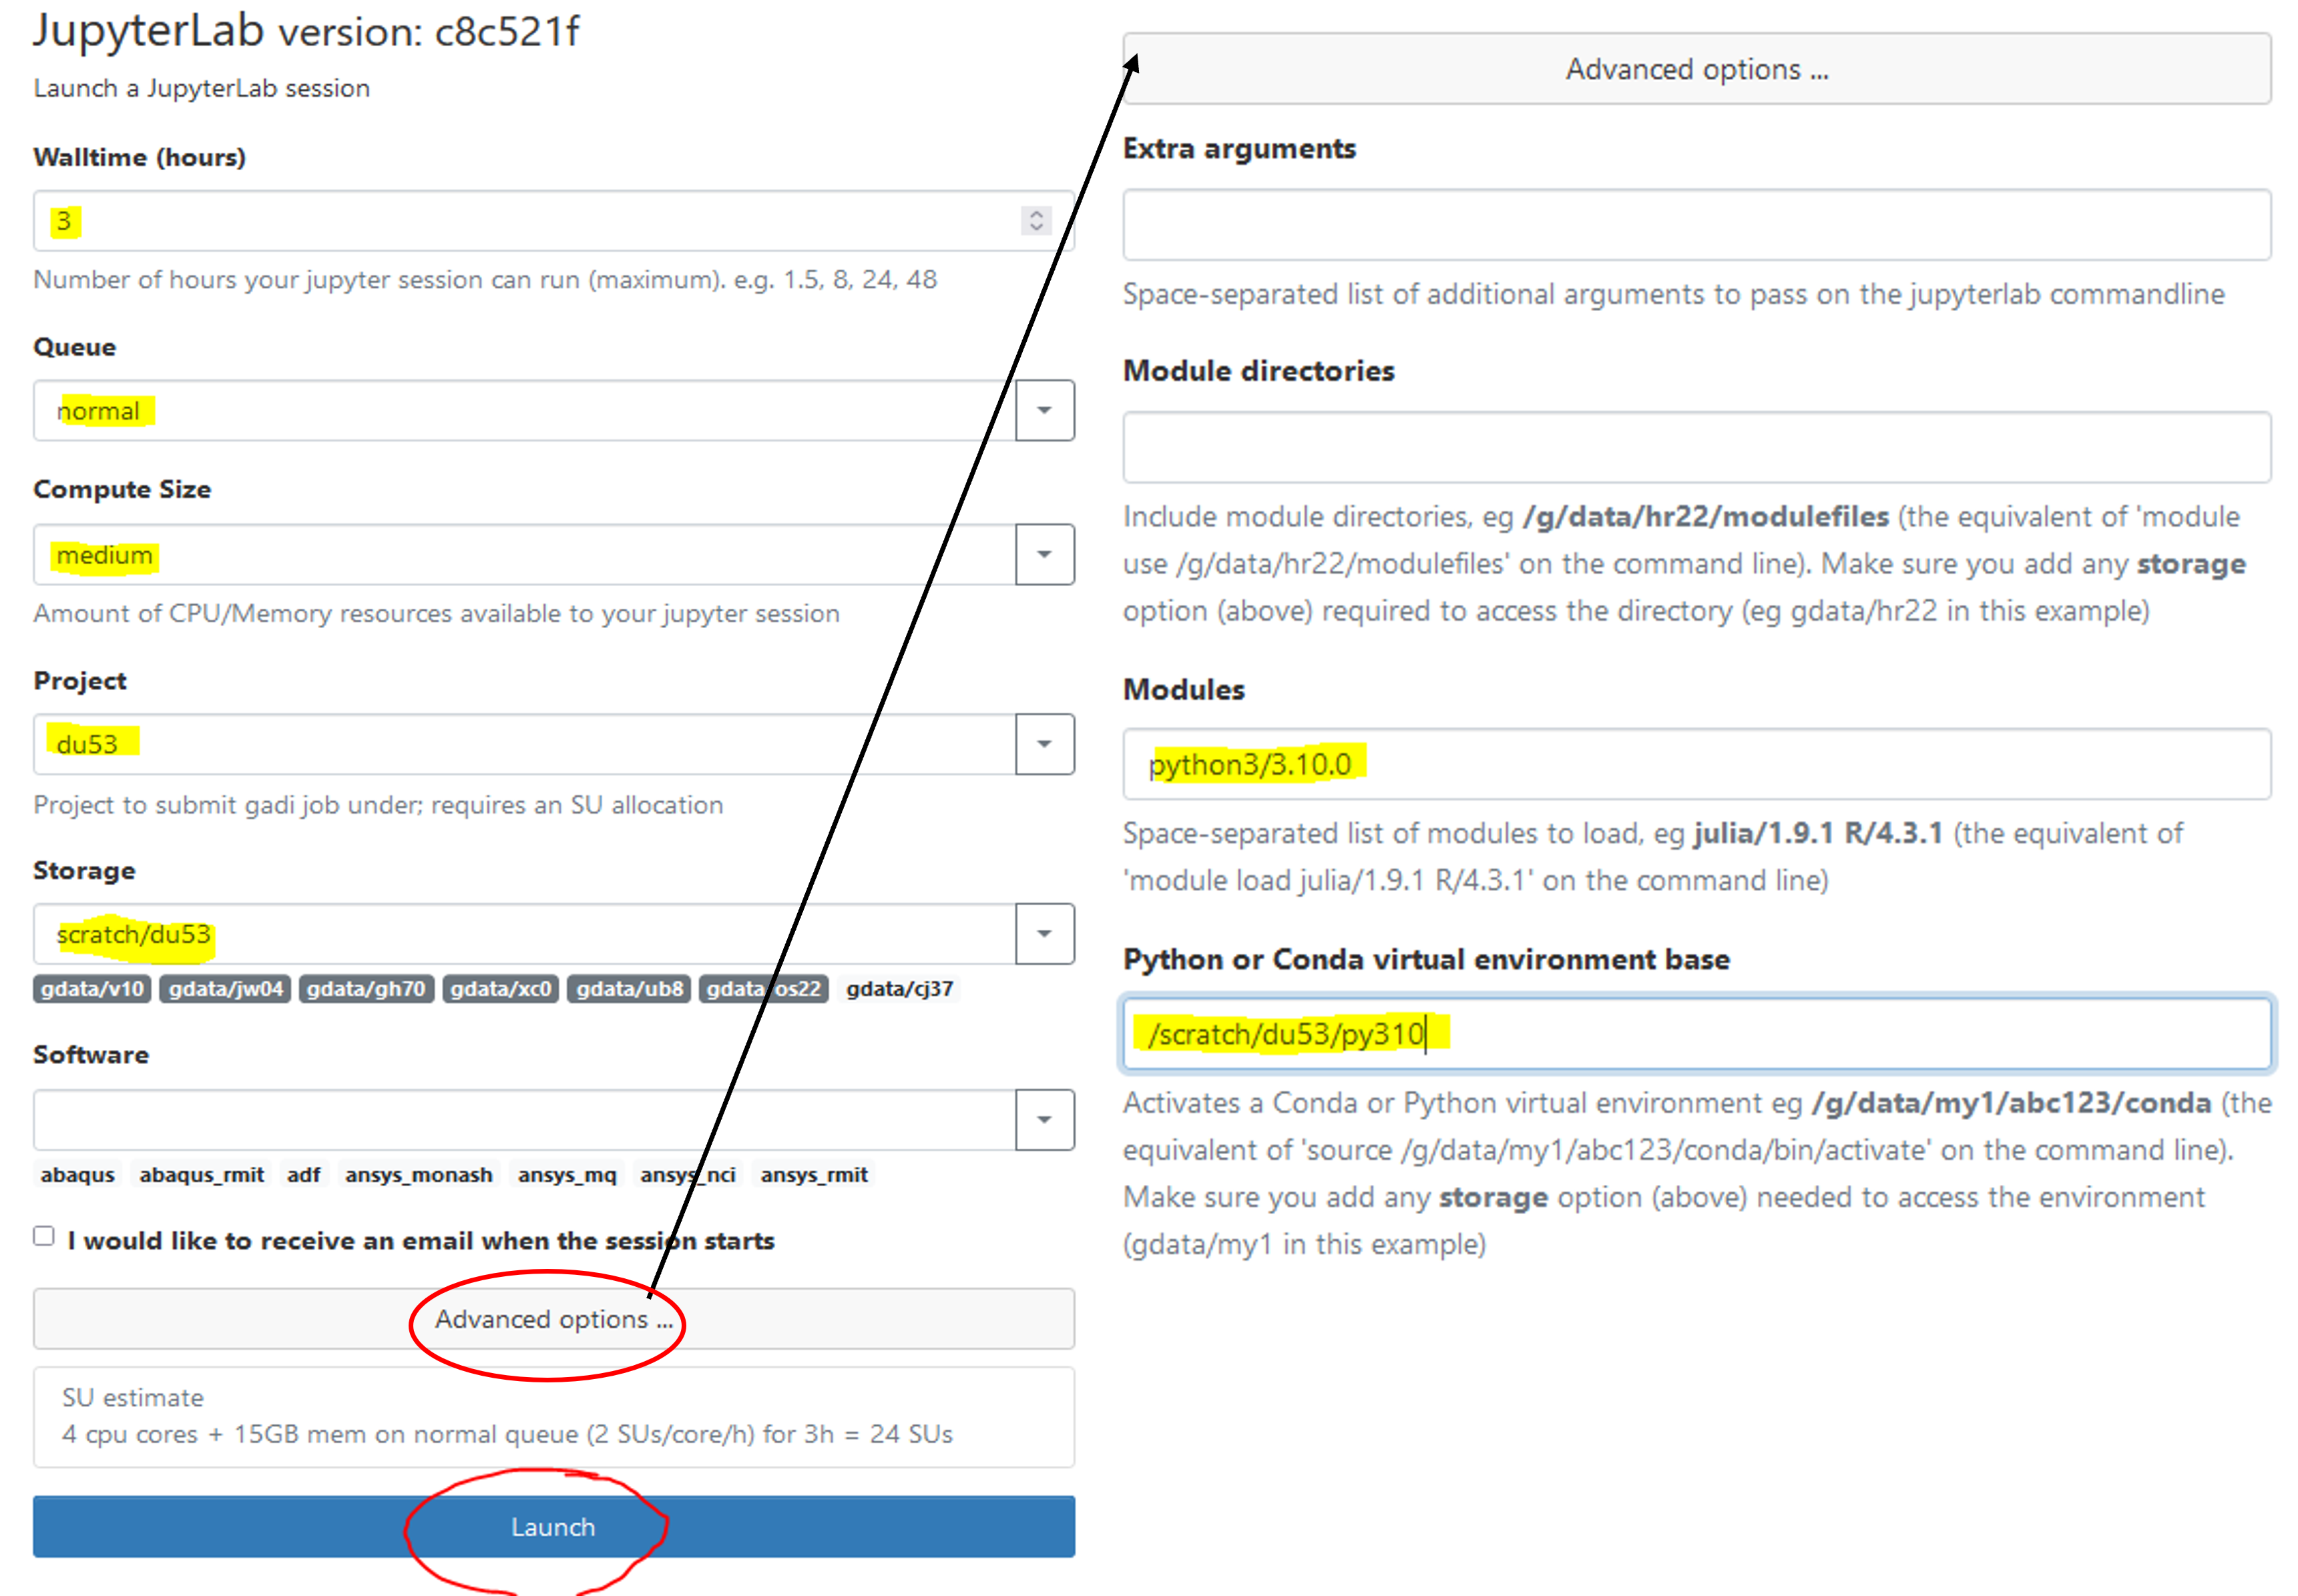 JupyterLab version: c8c521f
Launch a JupyterLab session
Walltime (hours)
3
Number of hours your jupyter session can run (maximum). e.g. 1.5, 8, 24, 48
Queue
normal
Compute Size
medium
Amount of CPU/Memory resources available to your jupyter session
Project
du53
Project to submit gadi job under; requires an SU allocation
Storage
scratch/du53
gdata/v10 gdata/jw04 gdata/gh70 gdata/xc0 gdata/ub8 gdata/os22 gdata/cj37
Software
abaqus abaqus_rmit adf ansys_monash ansys_mq ansys_nci ansys_rmit
I would like to receive an email when the session starts
Advanced options ...
SU estimate
4 cpu cores + 15GB mem on normal queue (2 SUs/core/h) for 3h = 24 SUs
Launch
Advanced options ...
Extra arguments
Space-separated list of additional arguments to pass on the jupyterlab commandline
Module directories
Include module directories, eg /g/data/hr22/modulefiles (the equivalent of 'module
use /g/data/hr22/modulefiles' on the command line). Make sure you add any storage
option (above) required to access the directory (eg gdata/hr22 in this example)
Modules
python3/3.10.0
Space-separated list of modules to load, eg julia/1.9.1 R/4.3.1 (the equivalent of
'module load julia/1.9.1 R/4.3.1' on the command line)
Python or Conda virtual environment base
/scratch/du53/py310
Activates a Conda or Python virtual environment eg /g/data/my1/abc123/conda (the
equivalent of 'source /g/data/my1/abc123/conda/bin/activate' on the command line).
Make sure you add any storage option (above) needed to access the environment
(gdata/my1 in this example)